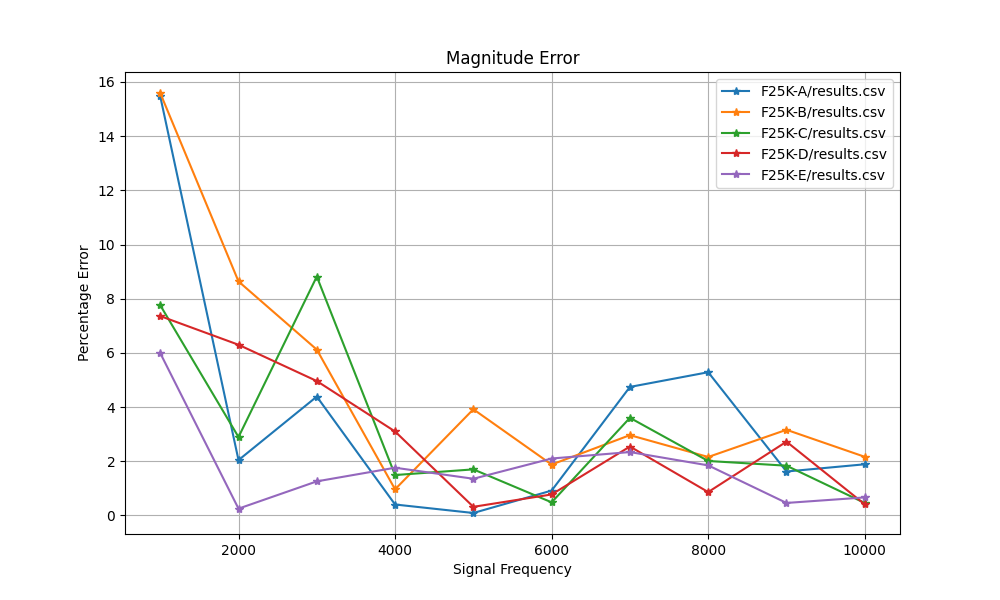 Magnitude Error
16
14
12
10
8
6
4
2
0
Percentage Error
F25K-A/results.csv
F25K-B/results.csv
F25K-C/results.csv
F25K-D/results.csv
F25K-E/results.csv
2000 4000 6000 8000 10000
Signal Frequency